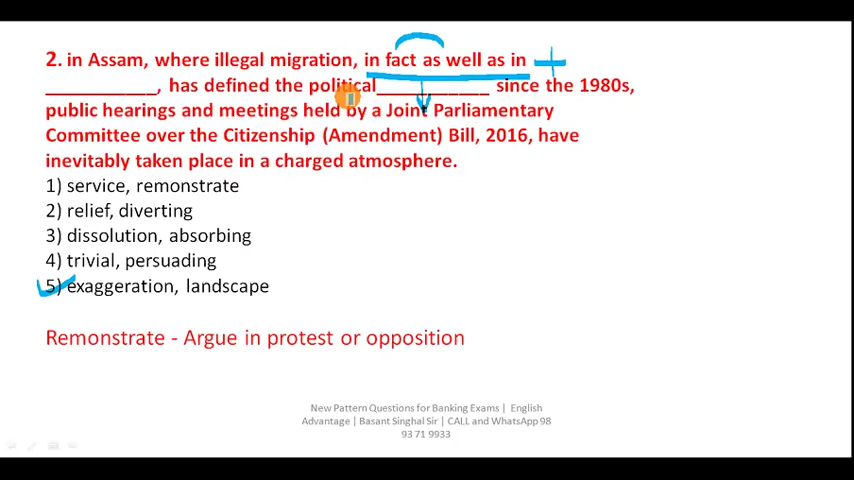 2. in Assam, where illegal migration, in fact as well as in
___________, has defined the political___________ since the 1980s,
public hearings and meetings held by a Joint Parliamentary
Committee over the Citizenship (Amendment) Bill, 2016, have
inevitably taken place in a charged atmosphere.
1) service, remonstrate
2) relief, diverting
3) dissolution, absorbing
4) trivial, persuading
5) exaggeration, landscape
Remonstrate - Argue in protest or opposition
New Pattern Questions for Banking Exams | English
Advantage | Basant Singhal Sir | CALL and WhatsApp 98
93 71 9933